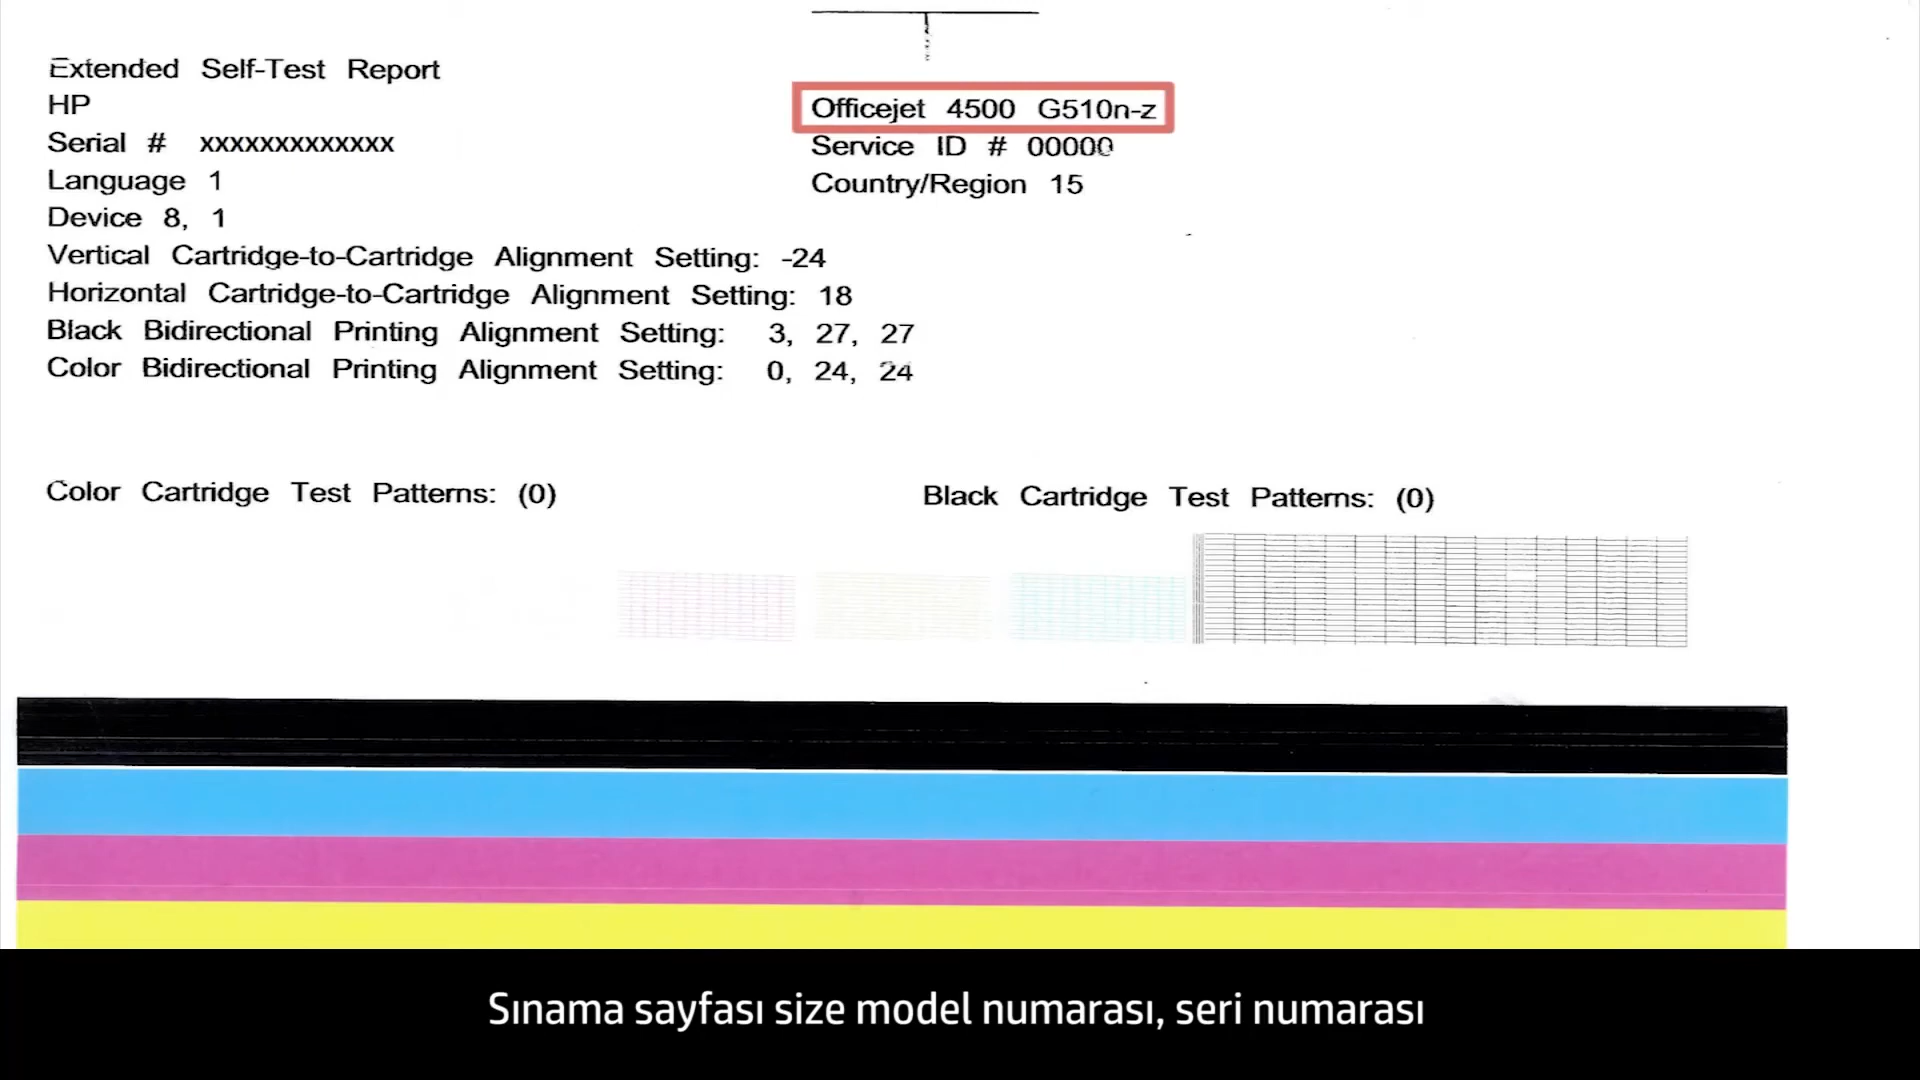 Extended Self-Test Report
HP
Officejet 4500 G510n-z
Serial # xxxxxxxxxxxxx
Service ID # 00000
Language 1
Country/Region 15
Device 8, 1
Vertical Cartridge-to-Cartridge Alignment Setting: -24
Horizontal Cartridge-to-Cartridge Alignment Setting: 18
Black Bidirectional Printing Alignment Setting: 3, 27, 27
Color Bidirectional Printing Alignment Setting: 0, 24, 24
Color Cartridge Test Patterns: (0)
Black Cartridge Test Patterns: (0)
Sınama sayfası size model numarası, seri numarası